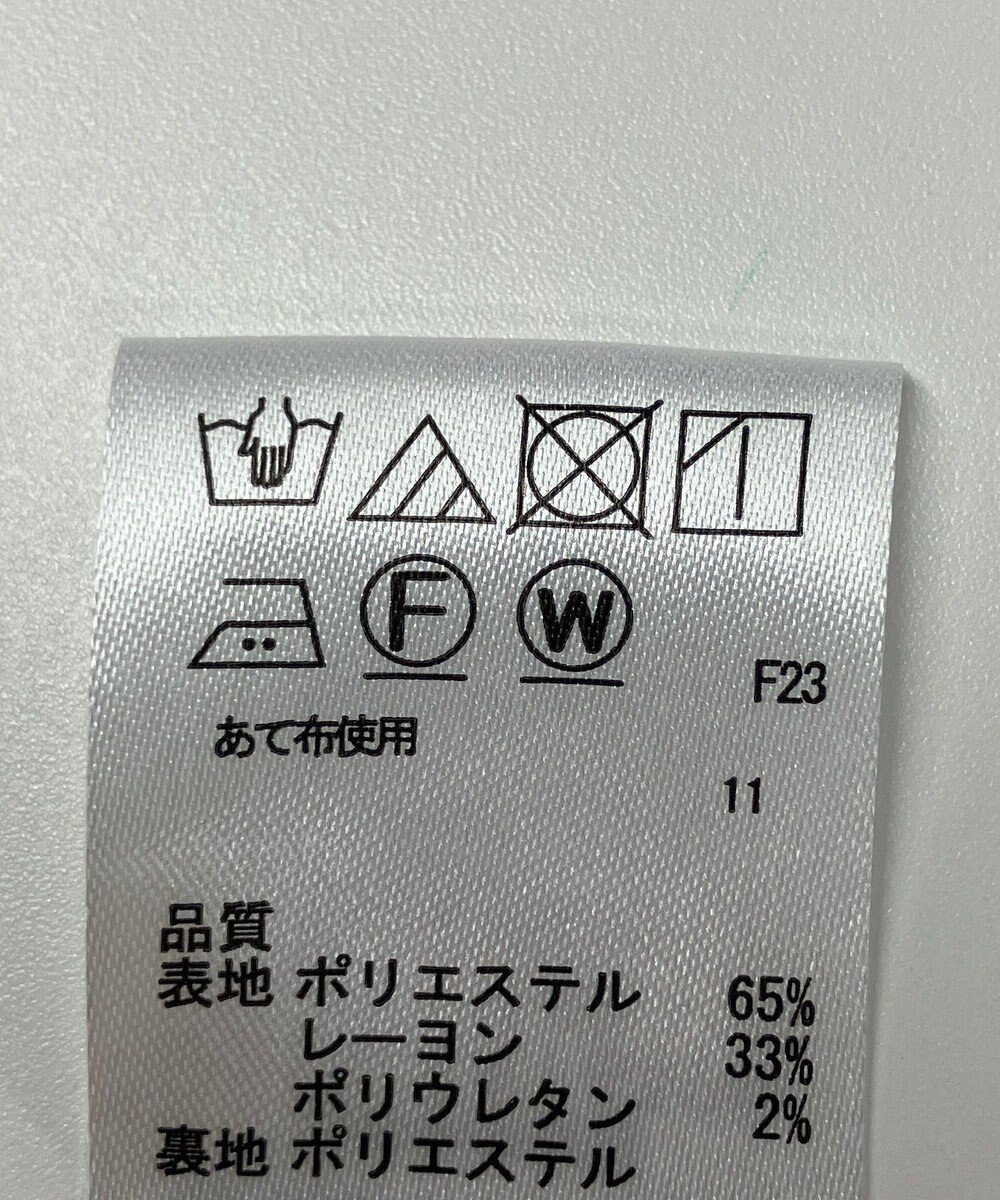 F W
F23
あて布使用
11
品質
表地 ポリエステル 65%
レーヨン 33%
ポリウレタン 2%
裏地 ポリエステル